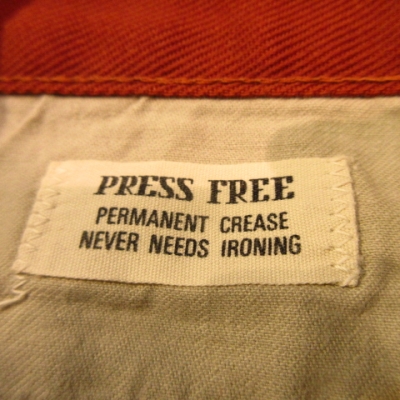 PRESS FREE
PERMANENT CREASE
NEVER NEEDS IRONING